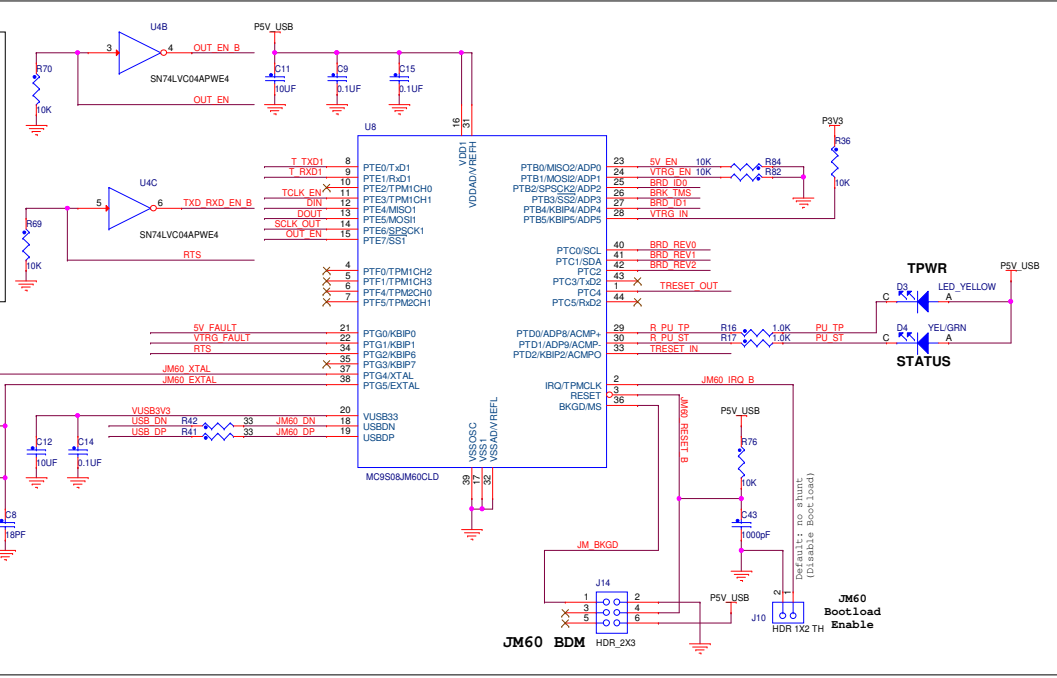 U4B
3 4 OUT_EN_B
SN74LVC04APWE4
R70
10K
OUT_EN
P5V_USB
C11
10UF
C9
0.1UF
C15
0.1UF
U4C
5 6 TXD_RXD_EN_B
SN74LVC04APWE4
R69
10K
RTS
U8
16 VDD1
31 VDDAD/VREFH
T_TXD1 8 PTE0/TxD1
T_RXD1 9 PTE1/RxD1
10 PTE2/TPM1CH0
TCLK_EN 11 PTE3/TPM1CH1
DIN 12 PTE4/MISO1
DOUT 13 PTE5/MOSI1
SCLK_OUT 14 PTE6/SPSCK1
OUT_EN 15 PTE7/SS1
4 PTF0/TPM1CH2
5 PTF1/TPM1CH3
6 PTF4/TPM2CH0
7 PTF5/TPM2CH1
5V_FAULT 21 PTG0/KBIP0
VTRG_FAULT 22 PTG1/KBIP1
RTS 34 PTG2/KBIP6
35 PTG3/KBIP7
JM60_XTAL 37 PTG4/XTAL
JM60_EXTAL 38 PTG5/EXTAL
VUSB3V3 20 VUSB33
USB_DN R42 33 JM60_DN 18 USBDN
USB_DP R41 33 JM60_DP 19 USBDP
C12
10UF
C14
0.1UF
C8
18PF
PTB0/MISO2/ADP0 23 5V_EN 10K R84
PTB1/MOSI2/ADP1 24 VTRG_EN 10K R82
PTB2/SPSCK2/ADP2 25 BRD_ID0
PTB3/SS2/ADP3 26 BRK_TMS
PTB4/KBIP4/ADP4 27 BRD_ID1
PTB5/KBIP5/ADP5 28 VTRG_IN
P3V3
R36
10K
PTC0/SCL 40 BRD_REV0
PTC1/SDA 41 BRD_REV1
PTC2 42 BRD_REV2
PTC3/TxD2 43
PTC4 1 TRESET_OUT
PTC5/RxD2 44
PTD0/ADP8/ACMP+ 29 R_PU_TP R16 1.0K PU_TP
PTD1/ADP9/ACMP- 30 R_PU_ST R17 1.0K PU_ST
PTD2/KBIP2/ACMPO 33 TRESET_IN
TPWR
D3 LED_YELLOW
C A
P5V_USB
D4 YEL/GRN
C A
STATUS
IRQ/TPMCLK 2 JM60_IRQ_B
RESET 3 JM60_RESET_B
BKGD/MS 36
VSSOSC 39
VSS1 17
VSSAD/VREFL 32
MC9S08JM60CLD
P5V_USB
R76
10K
C43
1000pF
Default: no shunt
(Disable Bootload)
JM_BKGD
J14
1 2
3 4
5 6
P5V_USB
JM60 BDM
HDR_2X3
2 1
J10
HDR 1X2 TH
JM60
Bootload
Enable